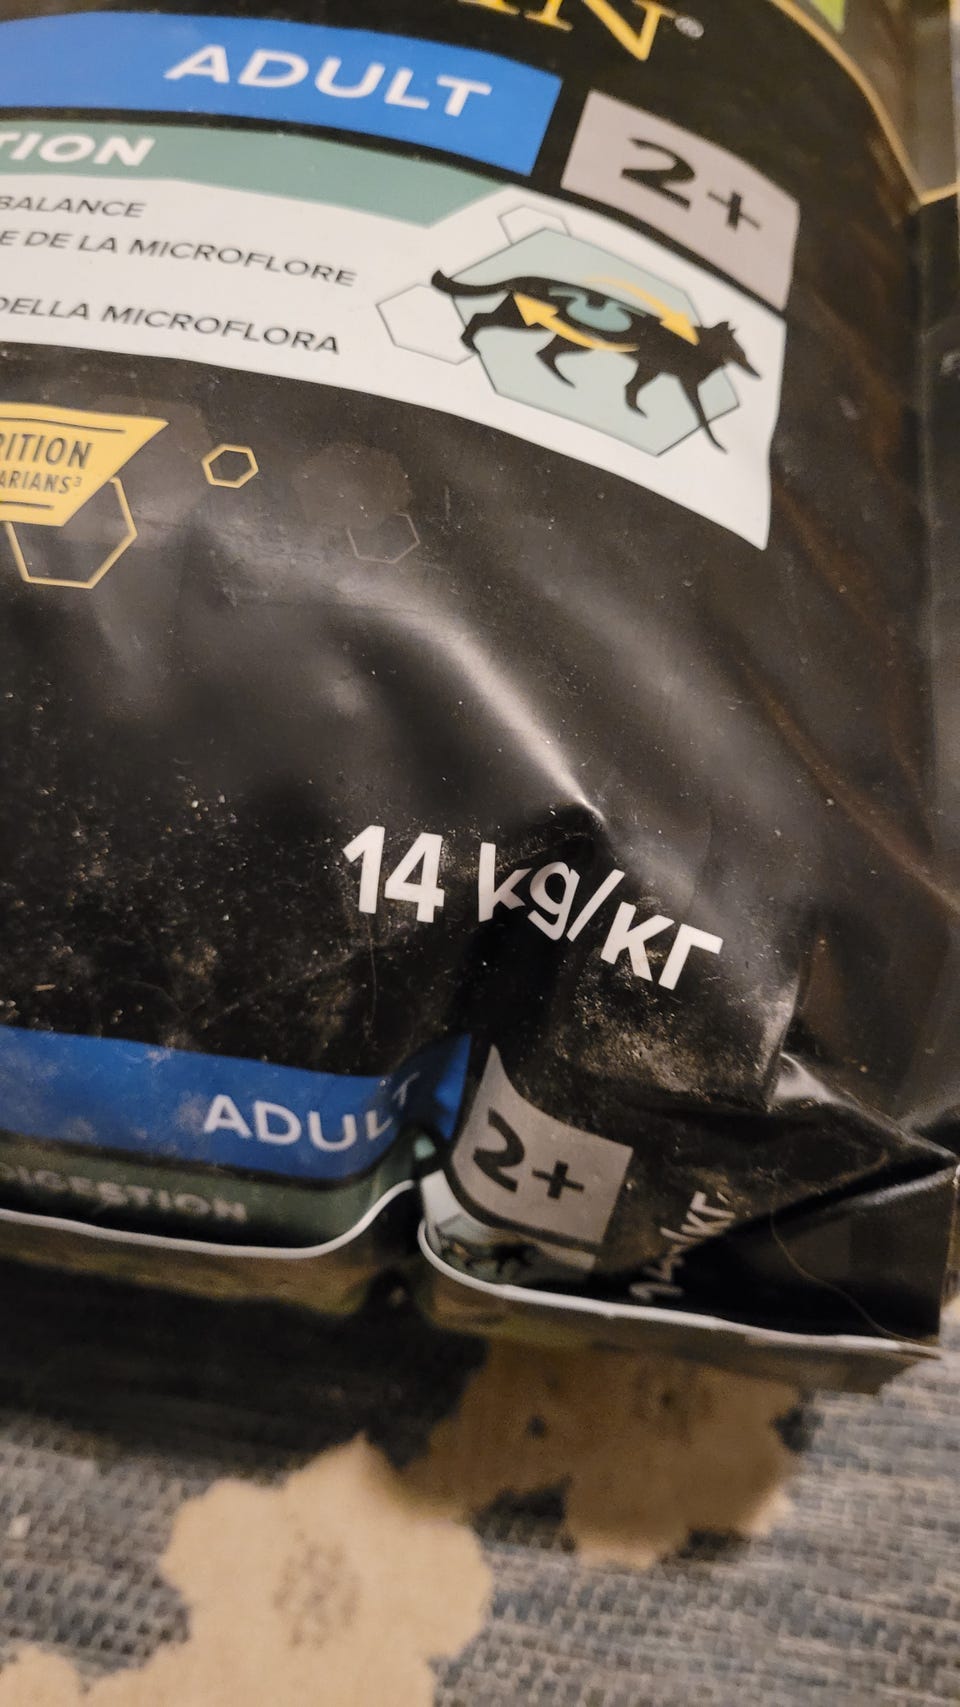 ADULT
2+
TION
BALANCE
E DE LA MICROFLORE
DELLA MICROFLORA
RITION
ARIANS³
14 kg/кг
ADULT
2+
DIGESTION